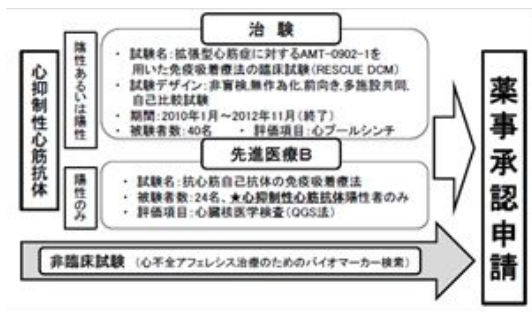 治験
心抑制性心筋抗体
陰性あるいは陽性
・試験名:拡張型心筋症に対するAMT-0902-1を
用いた免疫吸着療法の臨床試験(RESCUE DCM)
・試験デザイン:非盲検,無作為化,前向き,多施設共同,
自己比較試験
・期間:2010年1月~2012年11月(終了)
・被験者数:40名 ・評価項目:心プールシンチ
先進医療B
陽性のみ
・試験名:抗心筋自己抗体の免疫吸着療法
・被験者数:24名、★心抑制性心筋抗体陽性者のみ
・評価項目:心臓核医学検査(QGS法)
非臨床試験 (心不全アフェレシス治療のためのバイオマーカー検索)
薬事承認申請